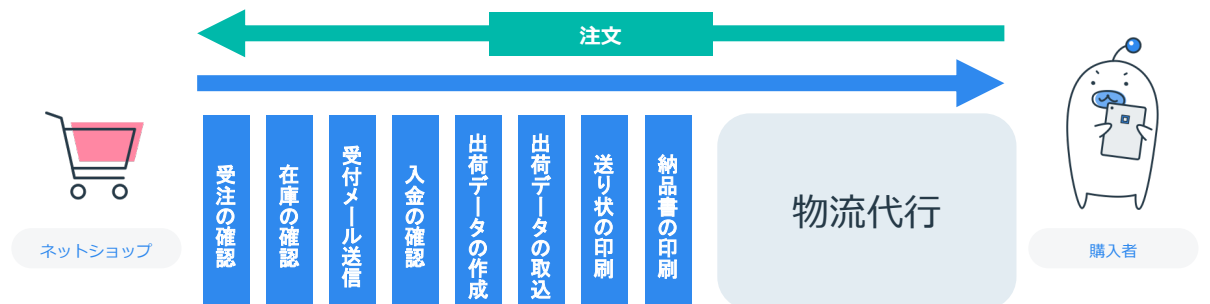 注文
ネットショップ
受注の確認
在庫の確認
受付メール送信
入金の確認
出荷データの作成
出荷データの取込
送り状の印刷
納品書の印刷
物流代行
購入者